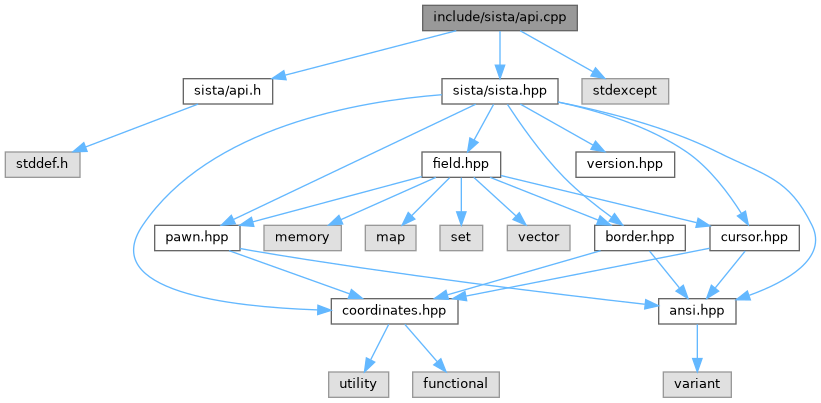 include/sista/api.cpp
sista/api.h
sista/sista.hpp
stdexcept
stddef.h
field.hpp
version.hpp
pawn.hpp
memory
map
set
vector
border.hpp
cursor.hpp
coordinates.hpp
ansi.hpp
utility
functional
variant